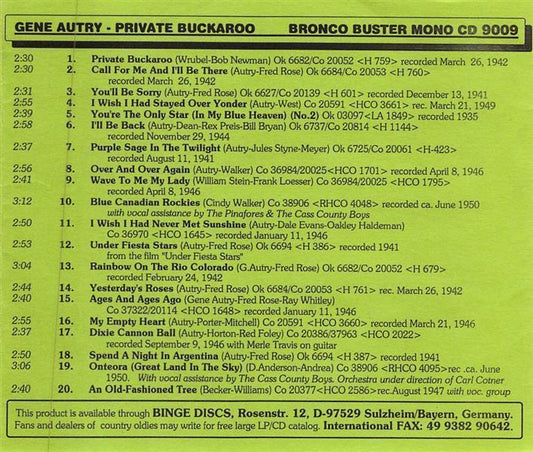 GENE AUTRY - PRIVATE BUCKAROO BRONCO BUSTER MONO CD 9009
2:30 1. Private Buckaroo (Wrubel-Bob Newman) Ok 6682/Co 20052 <H 759> recorded March 26, 1942
2:30 2. Call For Me And I'll Be There (Autry-Fred Rose) Ok 6684/Co 20053 <H 760>
recorded March 26, 1942
2:31 3. You'll Be Sorry (Autry-Fred Rose) Ok 6627/Co 20139 <H 601> recorded December 13, 1941
2:55 4. I Wish I Had Stayed Over Yonder (Autry-West) Co 20591 <HCO 3661> rec. March 21, 1949
2:39 5. You're The Only Star (In My Blue Heaven) (No.2) Ok 03097<LA 1849> recorded 1935
2:58 6. I'll Be Back (Autry-Dean-Rex Preis-Bill Bryan) Ok 6737/Co 20814 <H 1144>
recorded November 29, 1944
2:37 7. Purple Sage In The Twilight (Autry-Jules Styne-Meyer) Ok 6725/Co 20061 <H-423>
recorded August 11, 1941
2:56 8. Over And Over Again (Autry-Walker) Co 36984/20025<HCO 1701> recorded April 8, 1946
2:41 9. Wave To Me My Lady (William Stein-Frank Loesser) Co 36984/20025 <HCO 1795>
recorded April 8, 1946
3:12 10. Blue Canadian Rockies (Cindy Walker) Co 38906 <RHCO 4048> recorded ca. June 1950
with vocal assistance by The Pinafores & The Cass County Boys
2:50 11. I Wish I Had Never Met Sunshine (Autry-Dale Evans-Oakley Haldeman)
Co 36970 <HCO 1645> recorded January 11, 1946
2:53 12. Under Fiesta Stars (Autry-Fred Rose) Ok 6694 <H 386> recorded 1941
from the film "Under Fiesta Stars"
3:04 13. Rainbow On The Rio Colorado (G.Autry-Fred Rose) Ok 6682/Co 20052 <H 679>
recorded February 24, 1942
2:44 14. Yesterday's Roses (Autry-Fred Rose) Ok 6684/Co 20053 <H 761> rec. March 26, 1942
2:40 15. Ages And Ages Ago (Gene Autry-Fred Rose-Ray Whitley)
Co 37322/20114 <HCO 1648> recorded January 11, 1946
2:55 16. My Empty Heart (Autry-Porter-Mitchell) Co 20591 <HCO 3660> recorded March 21, 1946
2:37 17. Dixie Cannon Ball (Autry-Horton-Red Foley) Co 20386/37963 <HCO 2022>
recorded September 9, 1946 with Merle Travis on guitar
2:50 18. Spend A Night In Argentina (Autry-Fred Rose) Ok 6694 <H 387> recorded 1941
3:06 19. Onteora (Great Land In The Sky) (D.Anderson-Andrea) Co 38906 <RHCO 4095>rec .ca. June
1950. With vocal assistance by The Cass County Boys. Orchestra under direction of Carl Cotner
2:40 20. An Old-Fashioned Tree (Becker-Williams) Co 20377<HCO 2586>rec.August 1947 with voc. group
This product is available through BINGE DISCS, Rosenstr. 12, D-97529 Sulzheim/Bayern, Germany.
Fans and dealers of country oldies may write for free large LP/CD catalog. International FAX: 49 9382 90642.